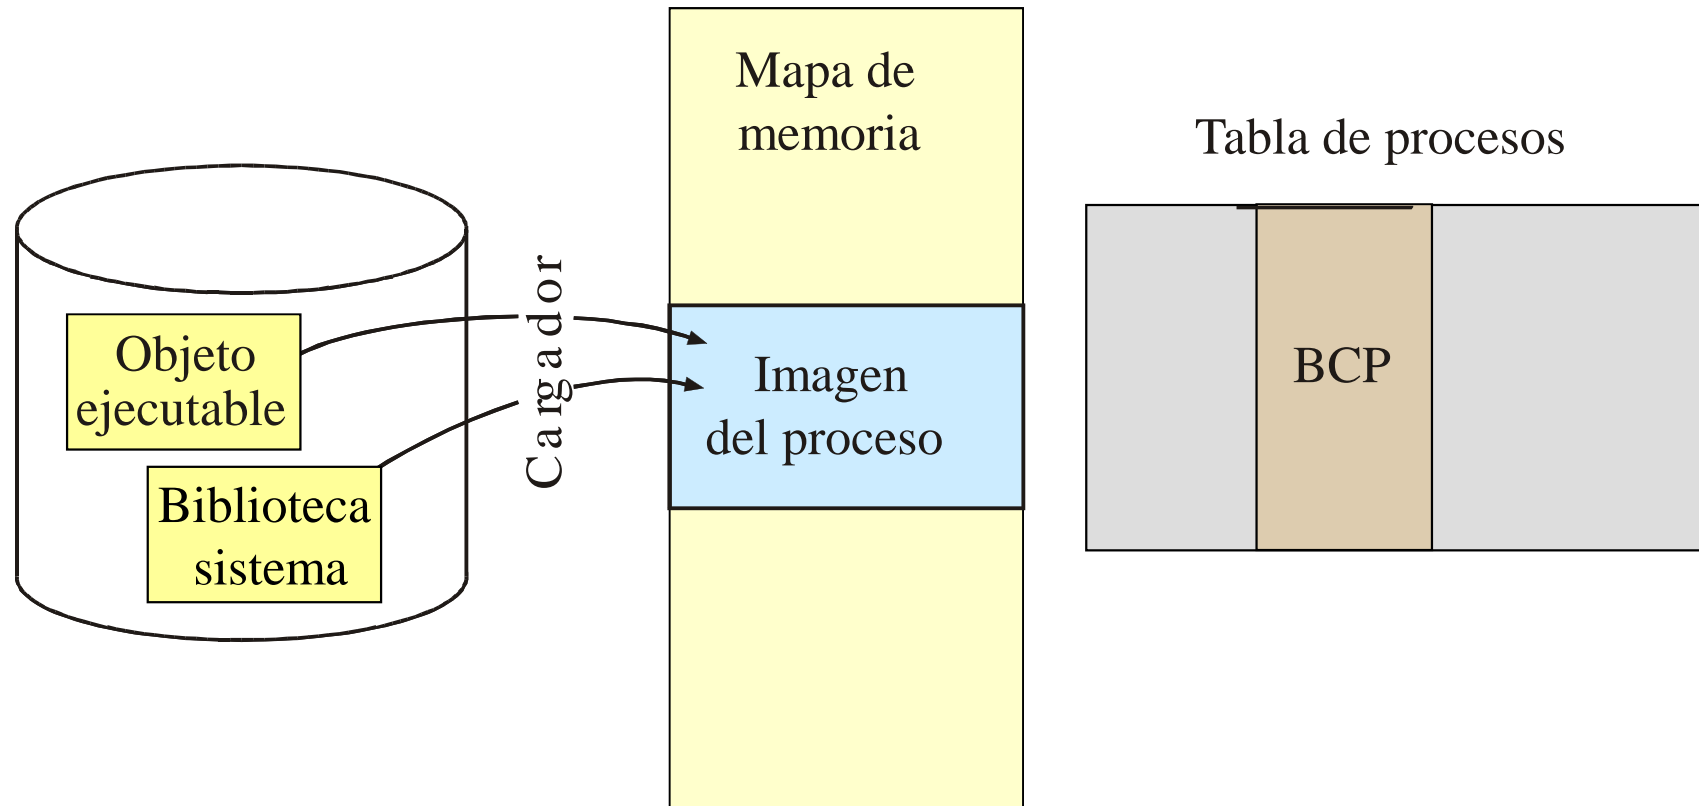 Mapa de
memoria
Tabla de procesos
Cargador
Objeto
ejecutable
Biblioteca
sistema
Imagen
del proceso
BCP